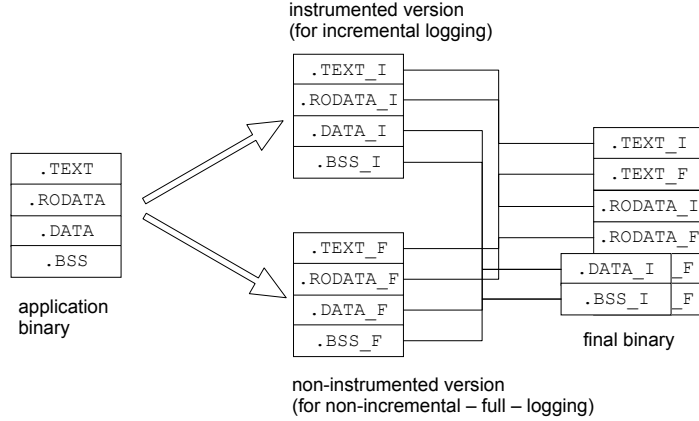 instrumented version
(for incremental logging)
.TEXT_I
.RODATA_I
.DATA_I
.BSS_I
.TEXT
.RODATA
.DATA
.BSS
application
binary
.TEXT_F
.RODATA_F
.DATA_F
.BSS_F
non-instrumented version
(for non-incremental – full – logging)
.TEXT_I
.TEXT_F
.RODATA_I
.RODATA_F
.DATA_I _F
.BSS_I _F
final binary